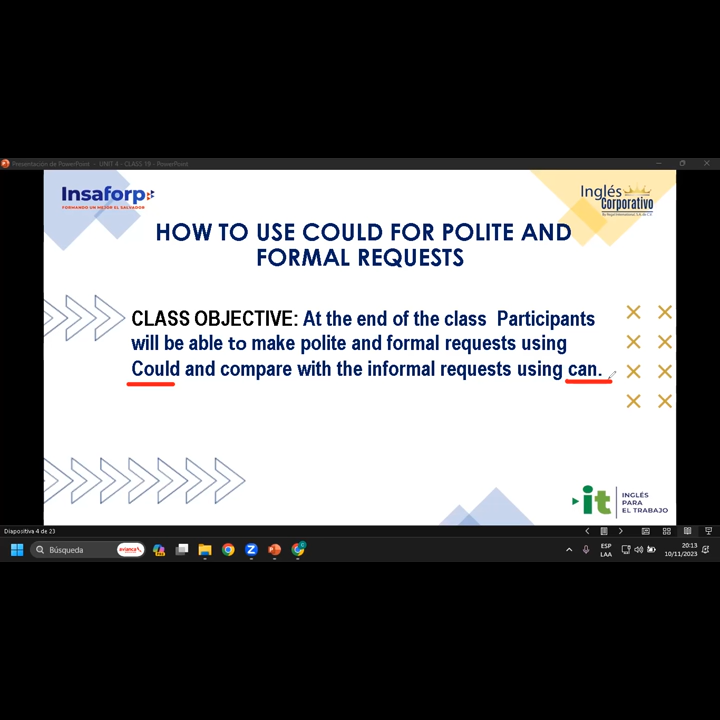 Presentación de PowerPoint - UNIT 4 - CLASS 19 - PowerPoint
Insaforp
FORMANDO UN MEJOR EL SALVADOR
Inglés
Corporativo
HOW TO USE COULD FOR POLITE AND
FORMAL REQUESTS
CLASS OBJECTIVE: At the end of the class Participants
will be able to make polite and formal requests using
Could and compare with the informal requests using can.
it
INGLÉS
PARA
EL TRABAJO
Diapositiva 4 de 23
Búsqueda
avianca
ESP
LAA
20:13
10/11/2023